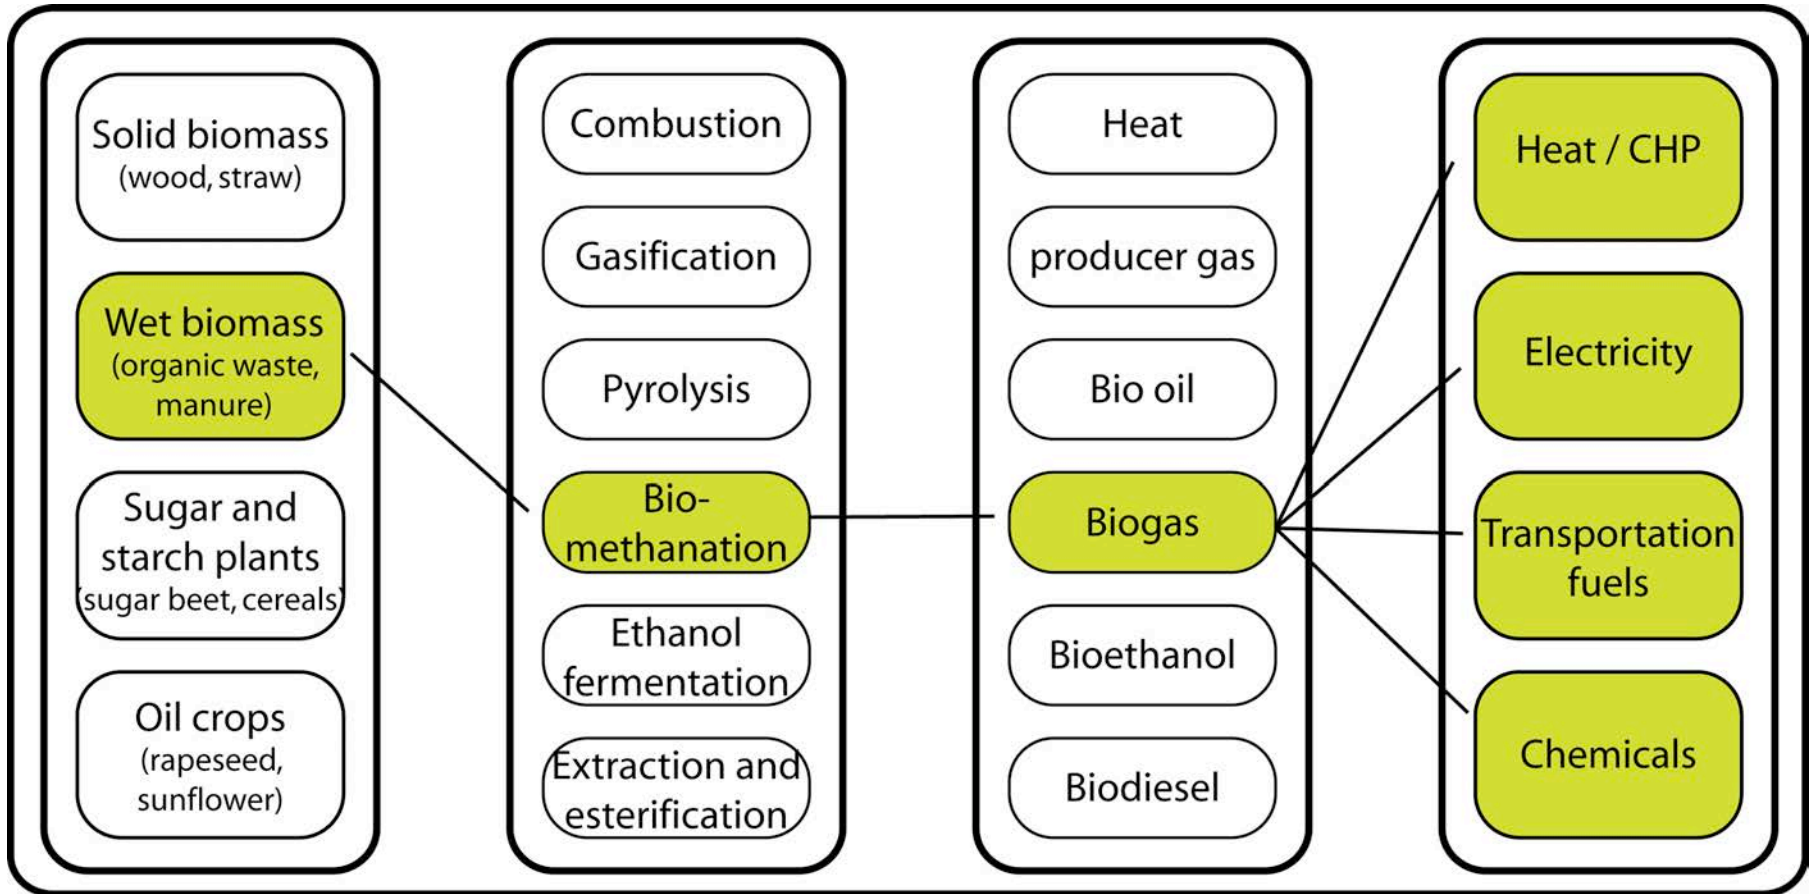 Solid biomass
(wood, straw)
Wet biomass
(organic waste,
manure)
Sugar and
starch plants
(sugar beet, cereals)
Oil crops
(rapeseed,
sunflower)
Combustion
Gasification
Pyrolysis
Bio-
methanation
Ethanol
fermentation
Extraction and
esterification
Heat
producer gas
Bio oil
Biogas
Bioethanol
Biodiesel
Heat / CHP
Electricity
Transportation
fuels
Chemicals